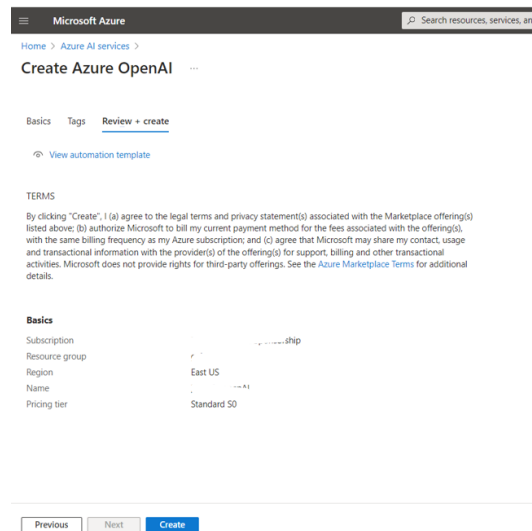 Microsoft Azure
Search resources, services, an
Home > Azure AI services >
Create Azure OpenAI ...
Basics Tags Review + create
View automation template
TERMS
By clicking "Create", I (a) agree to the legal terms and privacy statement(s) associated with the Marketplace offering(s)
listed above; (b) authorize Microsoft to bill my current payment method for the fees associated with the offering(s),
with the same billing frequency as my Azure subscription; and (c) agree that Microsoft may share my contact, usage
and transactional information with the provider(s) of the offering(s) for support, billing and other transactional
activities. Microsoft does not provide rights for third-party offerings. See the Azure Marketplace Terms for additional
details.
Basics
Subscription
Resource group
Region East US
Name
Pricing tier Standard S0
Previous Next Create